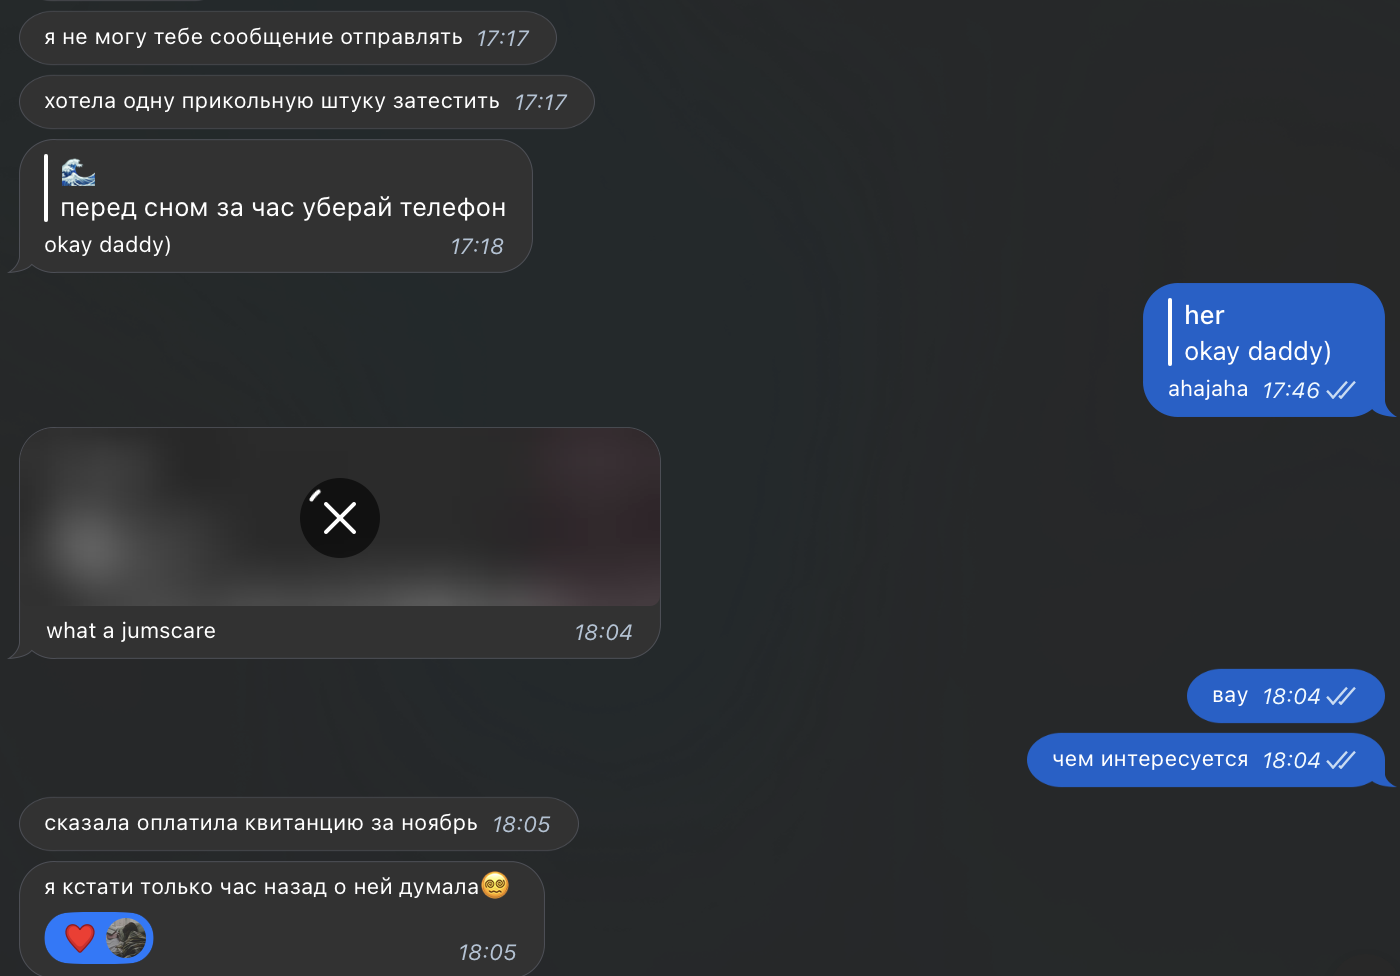 я не могу тебе сообщение отправлять 17:17
хотела одну прикольную штуку затестить 17:17
🌊
перед сном за час уберай телефон
okay daddy) 17:18
her
okay daddy)
ahajaha 17:46
what a jumscare 18:04
вау 18:04
чем интересуется 18:04
сказала оплатила квитанцию за ноябрь 18:05
я кстати только час назад о ней думала😵‍💫
❤️ 18:05